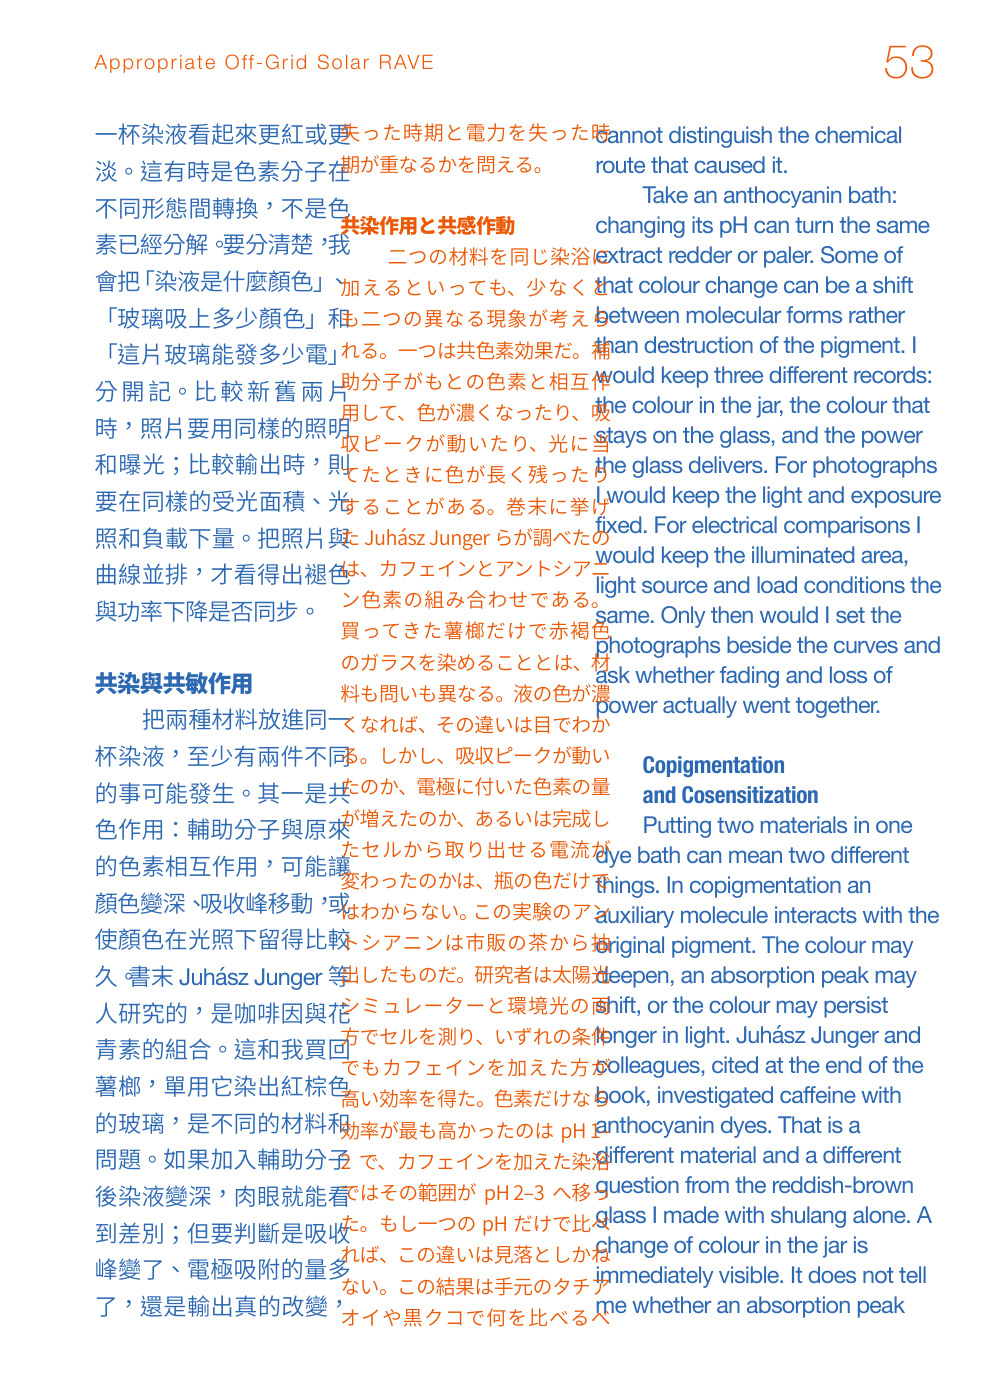 Appropriate Off-Grid Solar RAVE
53
一杯染液看起來更紅或更
淡。這有時是色素分子在
不同形態間轉換，不是色
素已經分解。要分清楚，我
會把「染液是什麼顏色」、
「玻璃吸上多少顏色」和
「這片玻璃能發多少電」
分開記。比較新舊兩片
時，照片要用同樣的照明
和曝光；比較輸出時，則
要在同樣的受光面積、光
照和負載下量。把照片與
曲線並排，才看得出褪色
與功率下降是否同步。
共染與共敏作用
把兩種材料放進同一
杯染液，至少有兩件不同
的事可能發生。其一是共
色作用：輔助分子與原來
的色素相互作用，可能讓
顏色變深、吸收峰移動，或
使顏色在光照下留得比較
久。書末 Juhász Junger 等
人研究的，是咖啡因與花
青素的組合。這和我買回
薯榔，單用它染出紅棕色
的玻璃，是不同的材料和
問題。如果加入輔助分子
後染液變深，肉眼就能看
到差別；但要判斷是吸收
峰變了、電極吸附的量多
了，還是輸出真的改變，
失った時期と電力を失った時
期が重なるかを問える。
共染作用と共感作動
二つの材料を同じ染浴に
加えるといっても、少なくと
も二つの異なる現象が考えら
れる。一つは共色素効果だ。補
助分子がもとの色素と相互作
用して、色が濃くなったり、吸
収ピークが動いたり、光に当
てたときに色が長く残ったり
することがある。巻末に挙げ
た Juhász Junger らが調べたの
は、カフェインとアントシアニ
ン色素の組み合わせである。
買ってきた薯榔だけで赤褐色
のガラスを染めることとは、材
料も問いも異なる。液の色が濃
くなれば、その違いは目でわか
る。しかし、吸収ピークが動い
たのか、電極に付いた色素の量
が増えたのか、あるいは完成し
たセルから取り出せる電流が
変わったのかは、瓶の色だけで
はわからない。この実験のアン
トシアニンは市販の茶から抽
出したものだ。研究者は太陽光
シミュレーターと環境光の両
方でセルを測り、いずれの条件
でもカフェインを加えた方が
高い効率を得た。色素だけなら
効率が最も高かったのは pH 1–
2 で、カフェインを加えた染浴
ではその範囲が pH 2–3 へ移っ
た。もし一つの pH だけで比べ
れば、この違いは見落としかね
ない。この結果は手元のタチア
オイや黒クコで何を比べるべ
cannot distinguish the chemical
route that caused it.
Take an anthocyanin bath:
changing its pH can turn the same
extract redder or paler. Some of
that colour change can be a shift
between molecular forms rather
than destruction of the pigment. I
would keep three different records:
the colour in the jar, the colour that
stays on the glass, and the power
the glass delivers. For photographs
I would keep the light and exposure
fixed. For electrical comparisons I
would keep the illuminated area,
light source and load conditions the
same. Only then would I set the
photographs beside the curves and
ask whether fading and loss of
power actually went together.
Copigmentation
and Cosensitization
Putting two materials in one
dye bath can mean two different
things. In copigmentation an
auxiliary molecule interacts with the
original pigment. The colour may
deepen, an absorption peak may
shift, or the colour may persist
longer in light. Juhász Junger and
colleagues, cited at the end of the
book, investigated caffeine with
anthocyanin dyes. That is a
different material and a different
question from the reddish-brown
glass I made with shulang alone. A
change of colour in the jar is
immediately visible. It does not tell
me whether an absorption peak